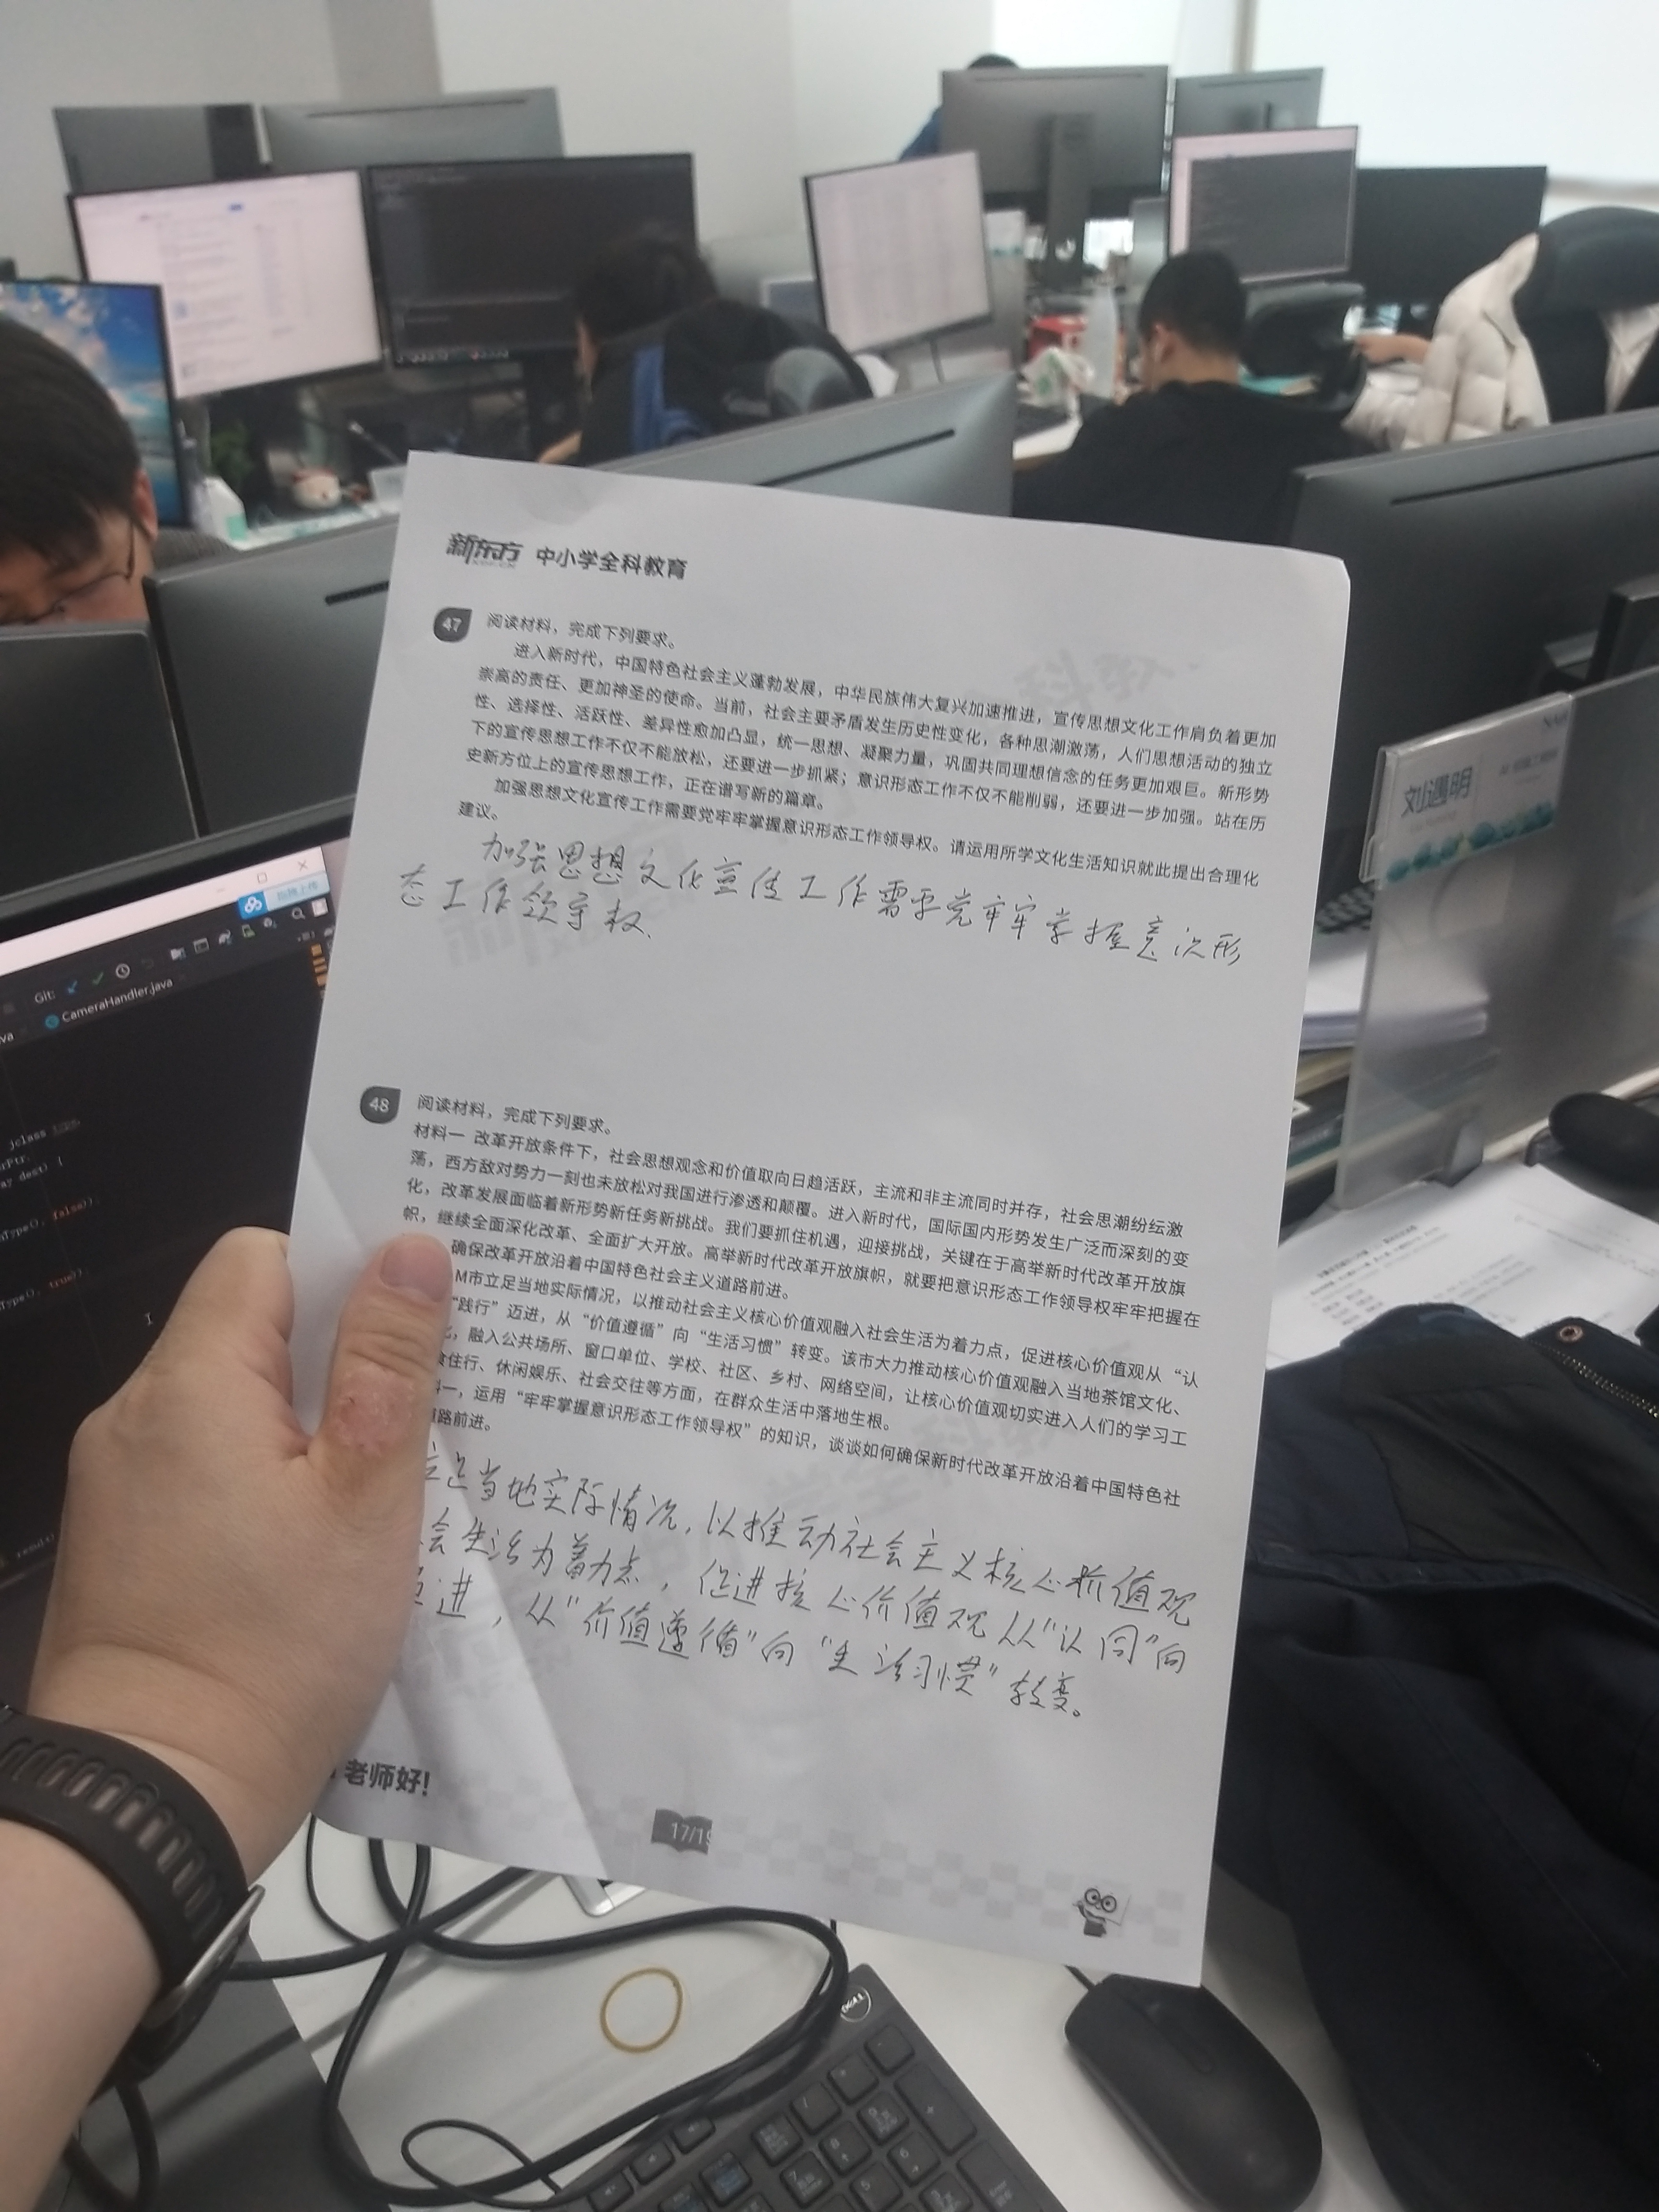 新东方 中小学全科教育
47
阅读材料，完成下列要求。
进入新时代，中国特色社会主义蓬勃发展，中华民族伟大复兴加速推进，宣传思想文化工作肩负着更加
崇高的责任、更加神圣的使命。当前，社会主要矛盾发生历史性变化，各种思潮激荡，人们思想活动的独立
性、选择性、活跃性、差异性愈加凸显，统一思想、凝聚力量，巩固共同理想信念的任务更加艰巨。新形势
下的宣传思想工作不仅不能放松，还要进一步抓紧；意识形态工作不仅不能削弱，还要进一步加强。站在历
史新方位上的宣传思想工作，正在谱写新的篇章。
加强思想文化宣传工作需要党牢牢掌握意识形态工作领导权。请运用所学文化生活知识就此提出合理化
建议。
加强思想文化宣传工作需要党牢牢掌握意识形
态工作领导权.
48
阅读材料，完成下列要求。
材料一 改革开放条件下，社会思想观念和价值取向日趋活跃，主流和非主流同时并存，社会思潮纷纭激
荡，西方敌对势力一刻也未放松对我国进行渗透和颠覆。进入新时代，国际国内形势发生广泛而深刻的变
化，改革发展面临着新形势新任务新挑战。我们要抓住机遇，迎接挑战，关键在于高举新时代改革开放旗
帜，继续全面深化改革、全面扩大开放。高举新时代改革开放旗帜，就要把意识形态工作领导权牢牢把握在
确保改革开放沿着中国特色社会主义道路前进。
M市立足当地实际情况，以推动社会主义核心价值观融入社会生活为着力点，促进核心价值观从“认
“践行”迈进，从“价值遵循”向“生活习惯”转变。该市大力推动核心价值观融入当地茶馆文化、
，融入公共场所、窗口单位、学校、社区、乡村、网络空间，让核心价值观切实进入人们的学习工
食住行、休闲娱乐、社会交往等方面，在群众生活中落地生根。
料一，运用“牢牢掌握意识形态工作领导权”的知识，谈谈如何确保新时代改革开放沿着中国特色社
道路前进。
立足当地实际情况，以推动社会主义核心价值观
会生活为着力点，促进核心价值观从“认同”向
迈进，从“价值遵循”向“生活习惯”转变。
老师好!
17/19
刘遇明
拖拽上传
Git:
CameraHandler.java
jclass
dest) {
false)
true)
DELL